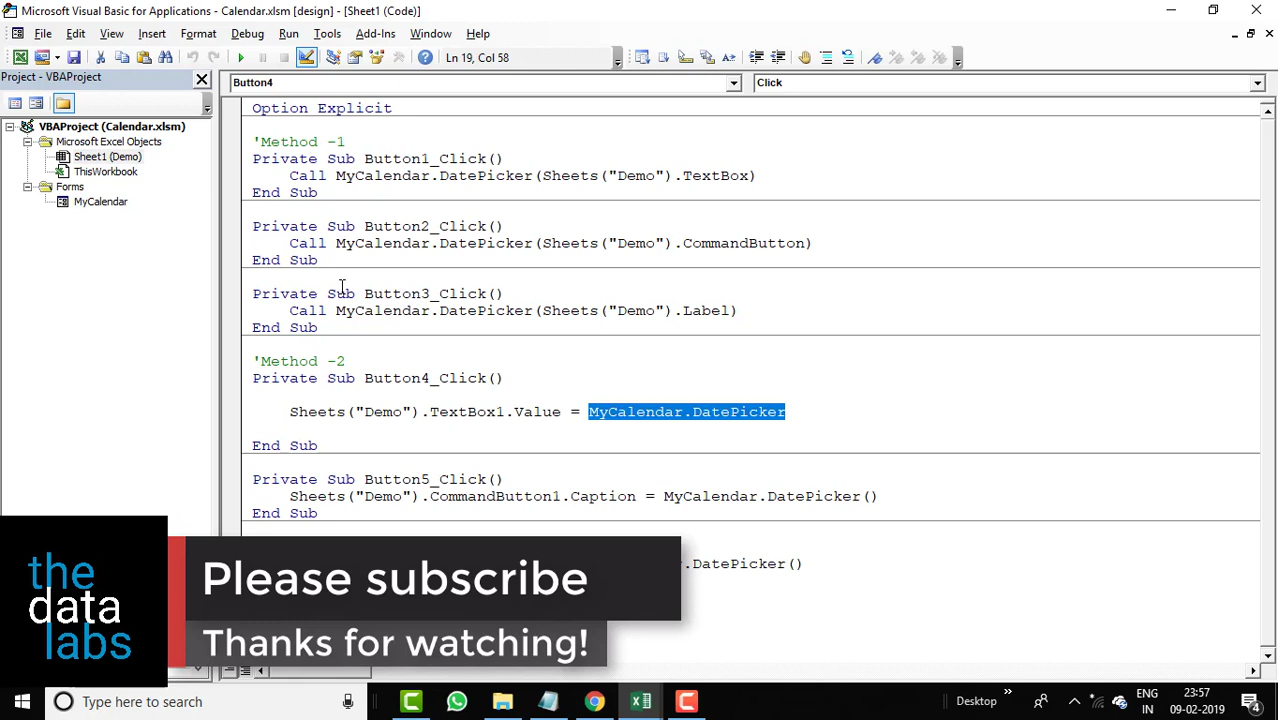 Microsoft Visual Basic for Applications - Calendar.xlsm [design] - [Sheet1 (Code)]
File Edit View Insert Format Debug Run Tools Add-Ins Window Help
Ln 19, Col 58
Project - VBAProject
Button4
Click
VBAProject (Calendar.xlsm)
Microsoft Excel Objects
Sheet1 (Demo)
ThisWorkbook
Forms
MyCalendar
Option Explicit
'Method -1
Private Sub Button1_Click()
Call MyCalendar.DatePicker(Sheets("Demo").TextBox)
End Sub
Private Sub Button2_Click()
Call MyCalendar.DatePicker(Sheets("Demo").CommandButton)
End Sub
Private Sub Button3_Click()
Call MyCalendar.DatePicker(Sheets("Demo").Label)
End Sub
'Method -2
Private Sub Button4_Click()
Sheets("Demo").TextBox1.Value = MyCalendar.DatePicker
End Sub
Private Sub Button5_Click()
Sheets("Demo").CommandButton1.Caption = MyCalendar.DatePicker()
End Sub
.DatePicker()
the
data
labs
Please subscribe
Thanks for watching!
Type here to search
Desktop
ENG
IN
23:57
09-02-2019
4